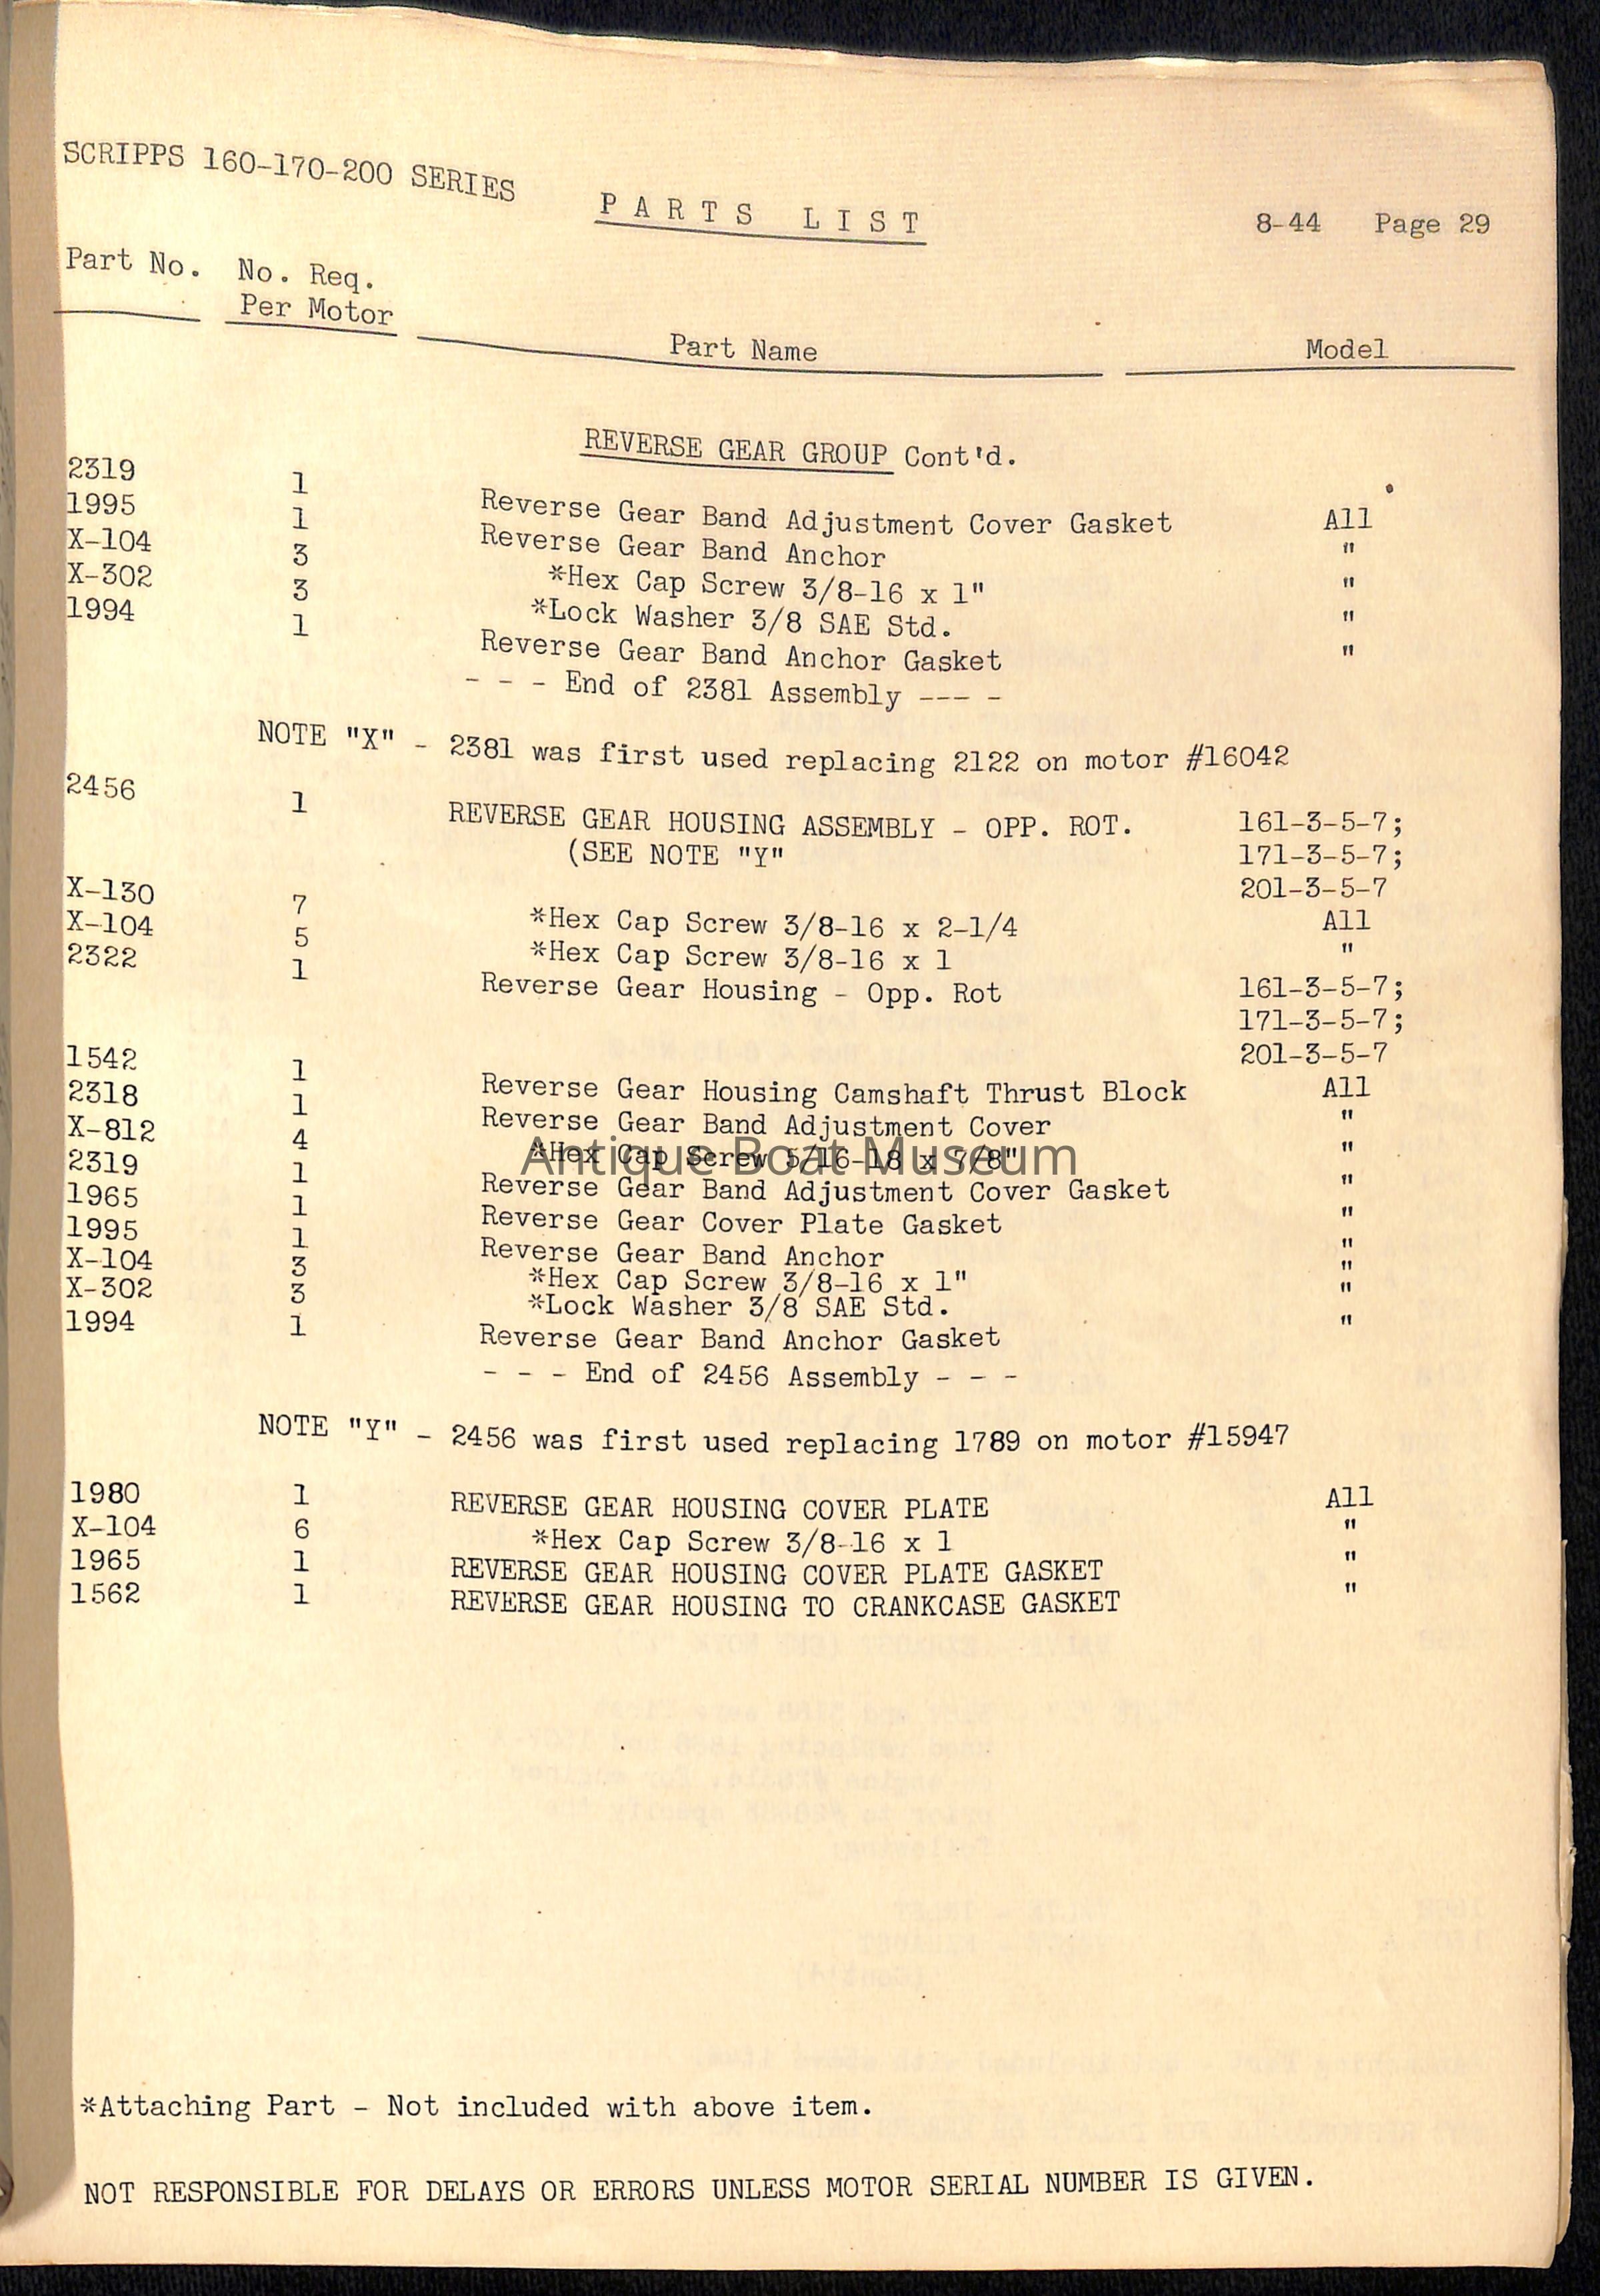 SCRIPPS 160-170-200 SERIES
PARTS LIST
8-44 Page 29
Part No. No. Req. Per Motor Part Name Model
REVERSE GEAR GROUP Cont'd.
2319 1 Reverse Gear Band Adjustment Cover Gasket All
1995 1 Reverse Gear Band Anchor "
X-104 3 *Hex Cap Screw 3/8-16 x 1" "
X-302 3 *Lock Washer 3/8 SAE Std. "
1994 1 Reverse Gear Band Anchor Gasket "
- - - End of 2381 Assembly --- -
NOTE "X" - 2381 was first used replacing 2122 on motor #16042
2456 1 REVERSE GEAR HOUSING ASSEMBLY - OPP. ROT. 161-3-5-7;
(SEE NOTE "Y" 171-3-5-7;
201-3-5-7
X-130 7 *Hex Cap Screw 3/8-16 x 2-1/4 All
X-104 5 *Hex Cap Screw 3/8-16 x 1 "
2322 1 Reverse Gear Housing - Opp. Rot 161-3-5-7;
171-3-5-7;
201-3-5-7
1542 1 Reverse Gear Housing Camshaft Thrust Block All
2318 1 Reverse Gear Band Adjustment Cover "
X-812 4 *Hex Cap Screw 5/16-18 x 7/8" "
Antique Boat Museum
2319 1 Reverse Gear Band Adjustment Cover Gasket "
1965 1 Reverse Gear Cover Plate Gasket "
1995 1 Reverse Gear Band Anchor "
X-104 3 *Hex Cap Screw 3/8-16 x 1" "
X-302 3 *Lock Washer 3/8 SAE Std. "
1994 1 Reverse Gear Band Anchor Gasket "
- - - End of 2456 Assembly - - -
NOTE "Y" - 2456 was first used replacing 1789 on motor #15947
1980 1 REVERSE GEAR HOUSING COVER PLATE All
X-104 6 *Hex Cap Screw 3/8-16 x 1 "
1965 1 REVERSE GEAR HOUSING COVER PLATE GASKET "
1562 1 REVERSE GEAR HOUSING TO CRANKCASE GASKET "
*Attaching Part - Not included with above item.
NOT RESPONSIBLE FOR DELAYS OR ERRORS UNLESS MOTOR SERIAL NUMBER IS GIVEN.